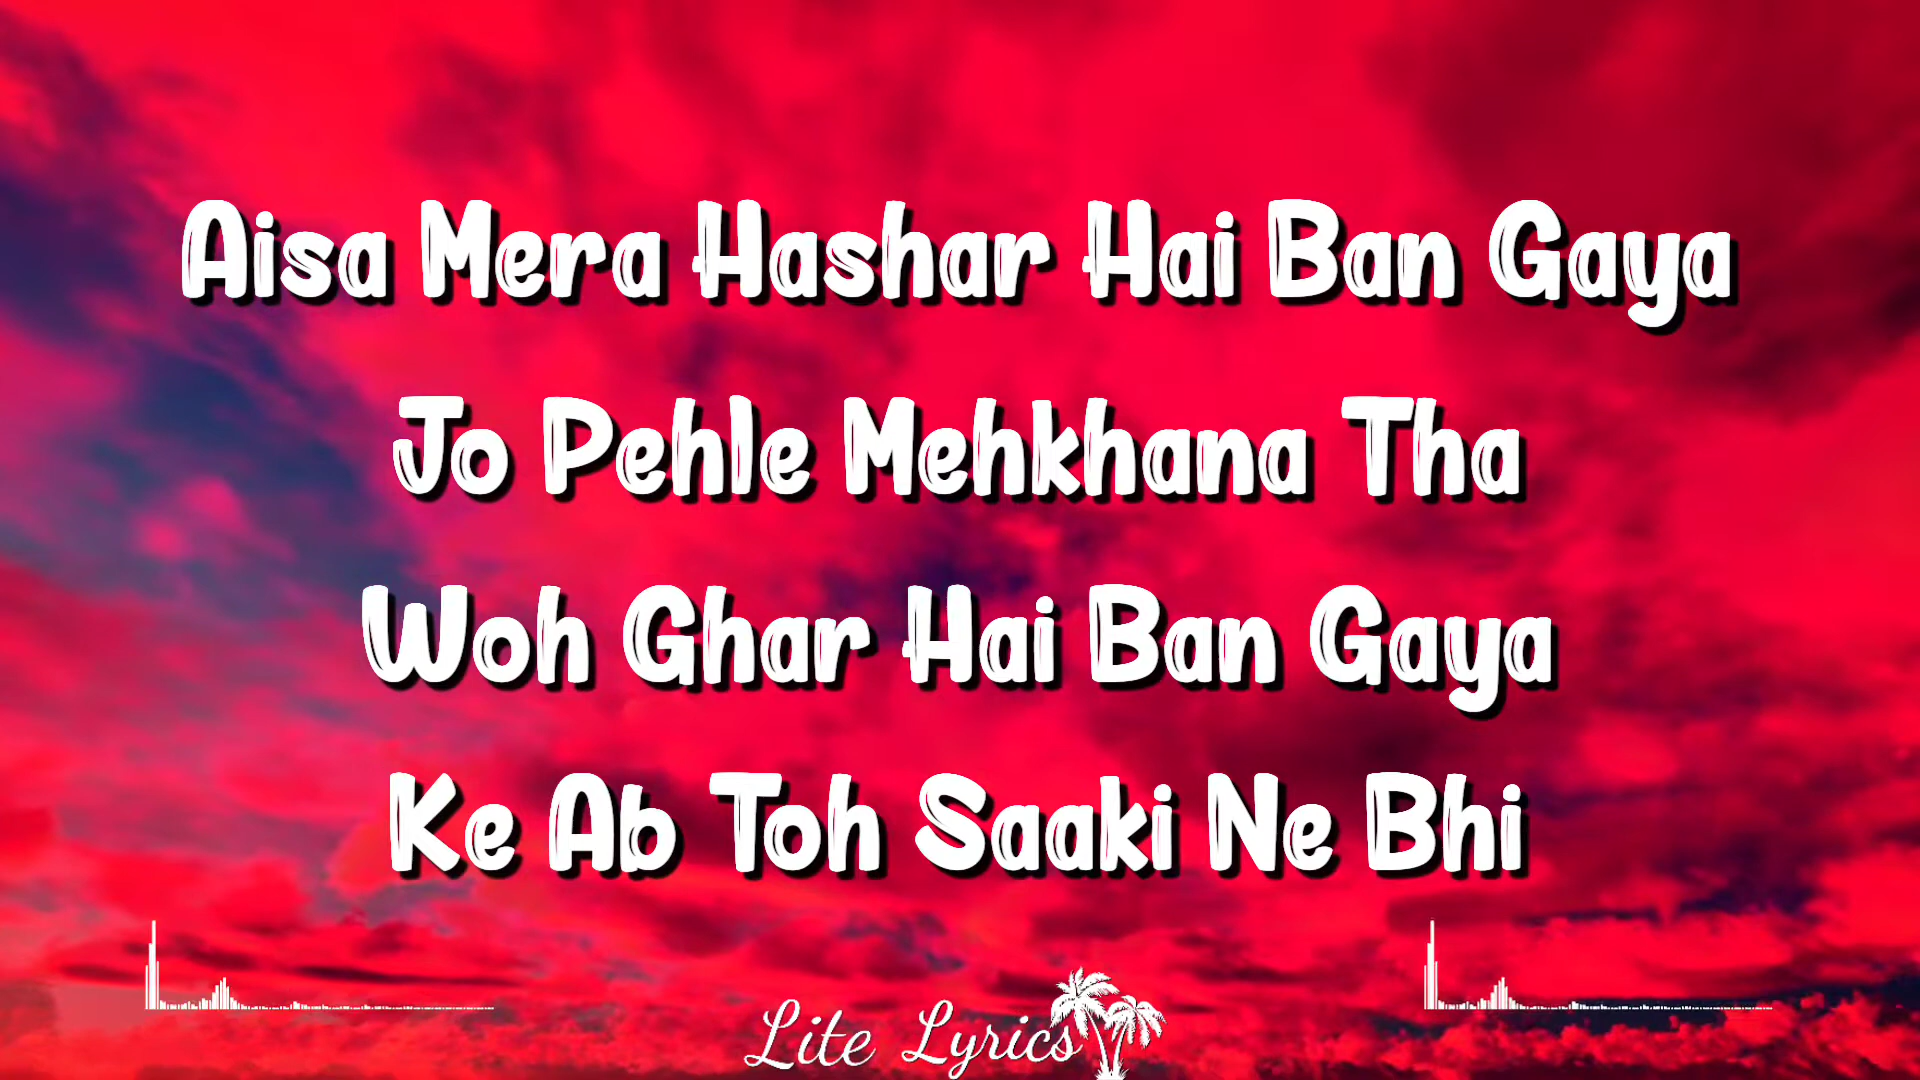 Aisa Mera Hashar Hai Ban Gaya
Jo Pehle Mehkhana Tha
Woh Ghar Hai Ban Gaya
Ke Ab Toh Saaki Ne Bhi
Lite Lyrics